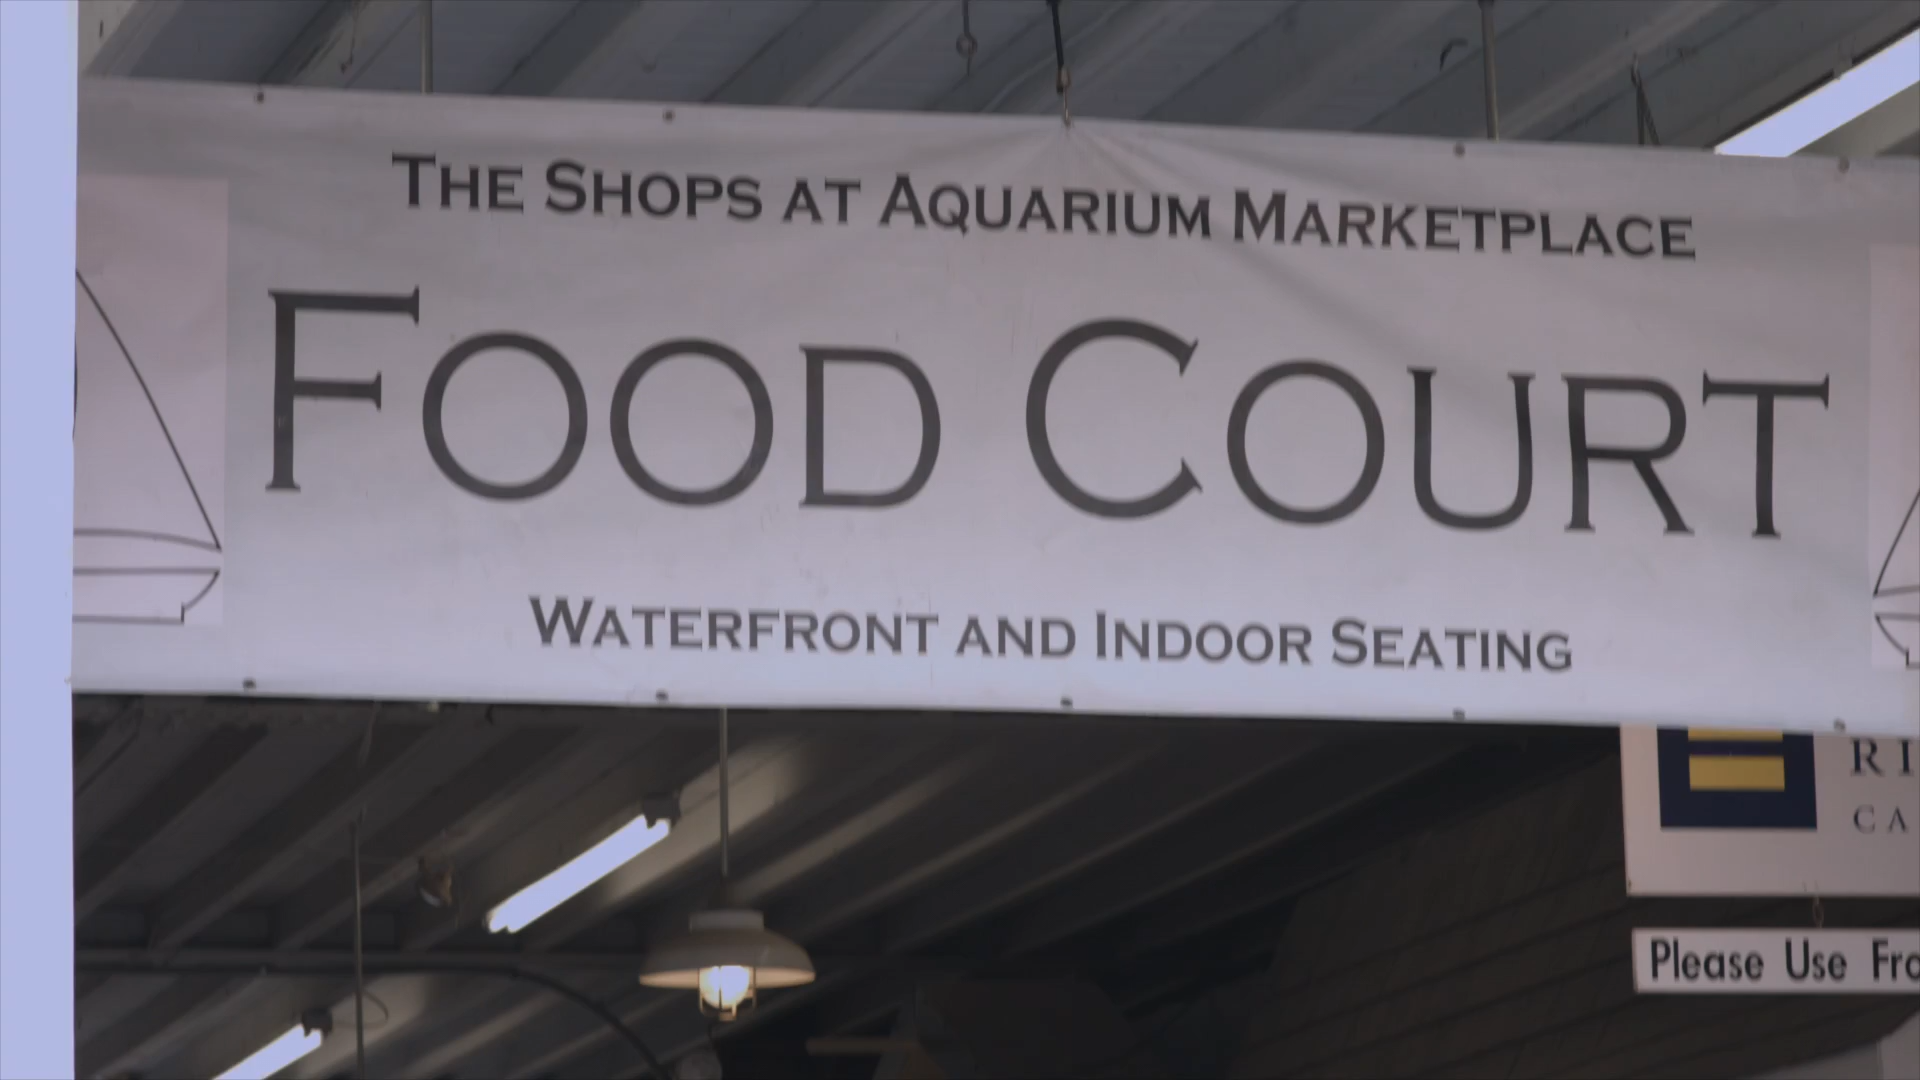 THE SHOPS AT AQUARIUM MARKETPLACE
FOOD COURT
WATERFRONT AND INDOOR SEATING
Please Use